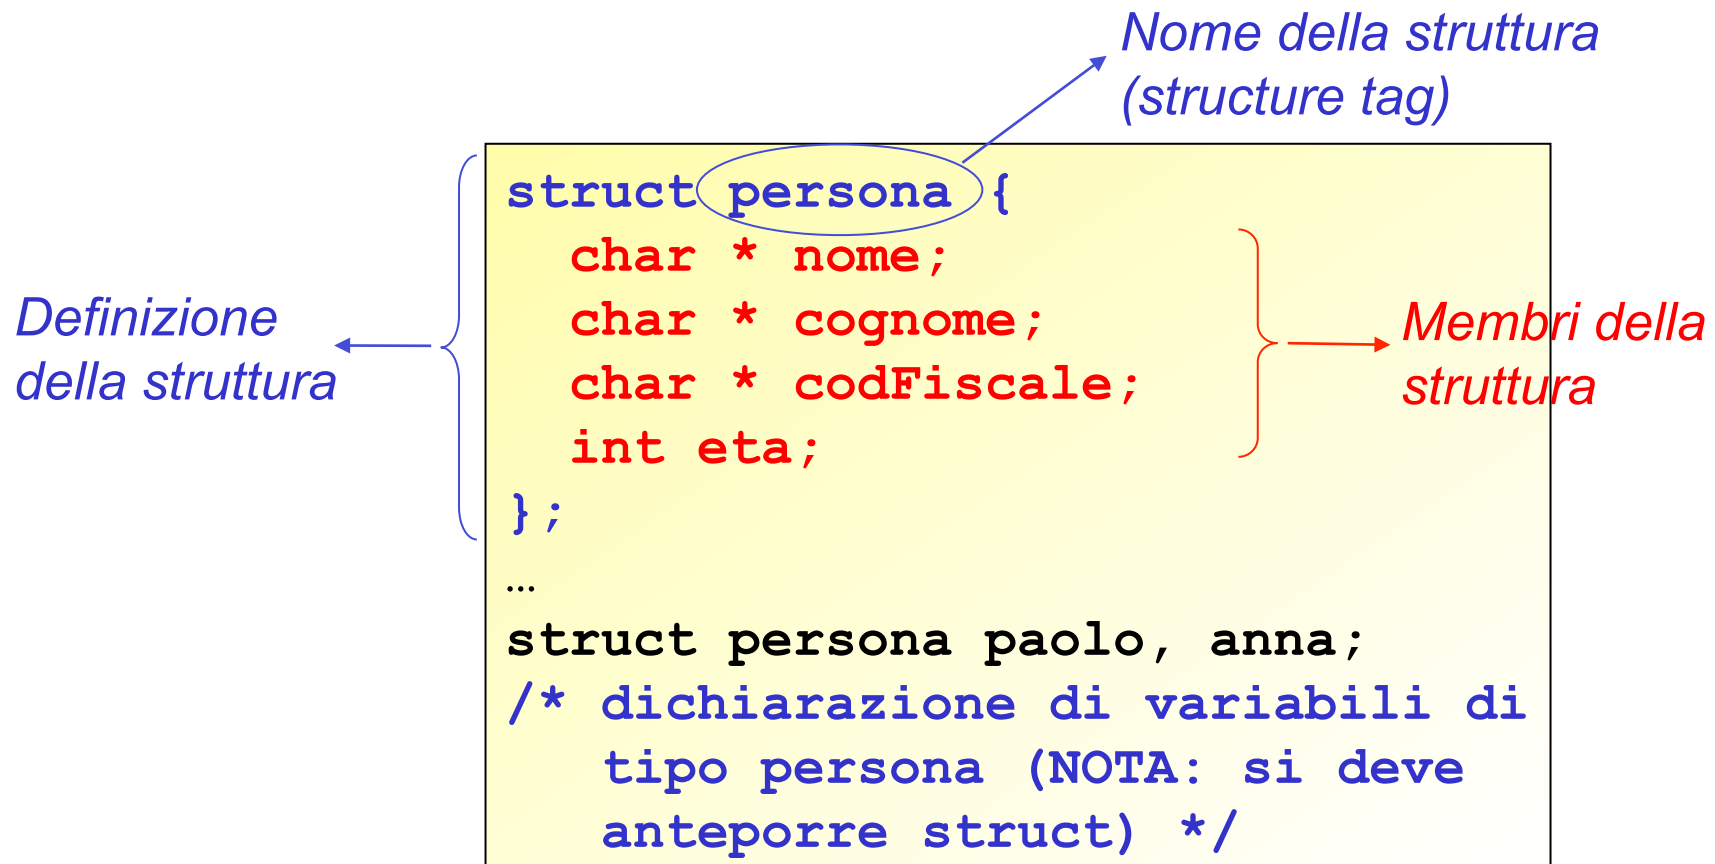 Nome della struttura
(structure tag)
struct persona {
char * nome;
char * cognome;
char * codFiscale;
int eta;
};
…
struct persona paolo, anna;
/* dichiarazione di variabili di
tipo persona (NOTA: si deve
anteporre struct) */
Definizione
della struttura
Membri della
struttura